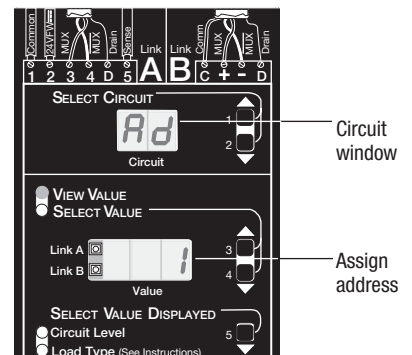 Common 24VFW MUX MUX Drain Sense Link Link Comm MUX MUX Drain
1 2 3 4 D 5 A B C + - D
SELECT CIRCUIT
Ad
1
2
Circuit
Circuit
window
VIEW VALUE
SELECT VALUE
Link A
Link B
1
3
4
Value
Assign
address
SELECT VALUE DISPLAYED
Circuit Level
5
Load Type (See Instructions)